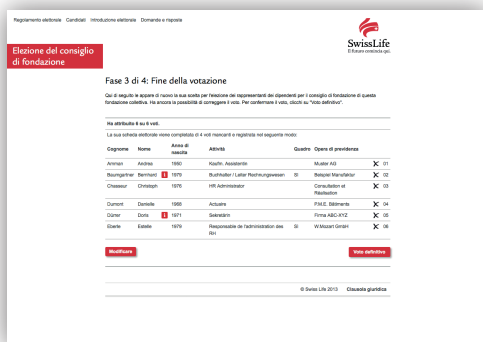 Regolamento elettorale Candidati Introduzione elettorale Domande e risposte
SwissLife
Il futuro comincia qui.
Elezione del consiglio
di fondazione
Fase 3 di 4: Fine della votazione
Qui di seguito le appare di nuovo la sua scelta per l'elezione dei rappresentanti dei dipendenti per il consiglio di fondazione di questa
fondazione collettiva. Ha ancora la possibilità di correggere il voto. Per confermare il voto, clicchi su "Voto definitivo".
Ha attribuito 6 su 6 voti.
La sua scheda elettorale viene completata di 4 voti mancanti e registrata nel seguente modo:
Cognome Nome Anno di nascita Attività Quadro Opera di previdenza
Amman Andrea 1950 Kaufm. Assistentin Muster AG 01
Baumgartner Bernhard 1979 Buchhalter / Leiter Rechnungswesen Sì Beispiel Manufaktur 02
Chasseur Christoph 1976 HR Administrator Consultation et Réalisation 03
Dumont Danielle 1968 Actuaire P.M.E. Bâtiments 04
Dürrer Doris 1971 Sekretärin Firma ABC-XYZ 05
Eberle Estelle 1979 Responsable de l'administration des RH Sì W.Mozart GmbH 06
Modificare Voto definitivo
© Swiss Life 2013 Clausole giuridica